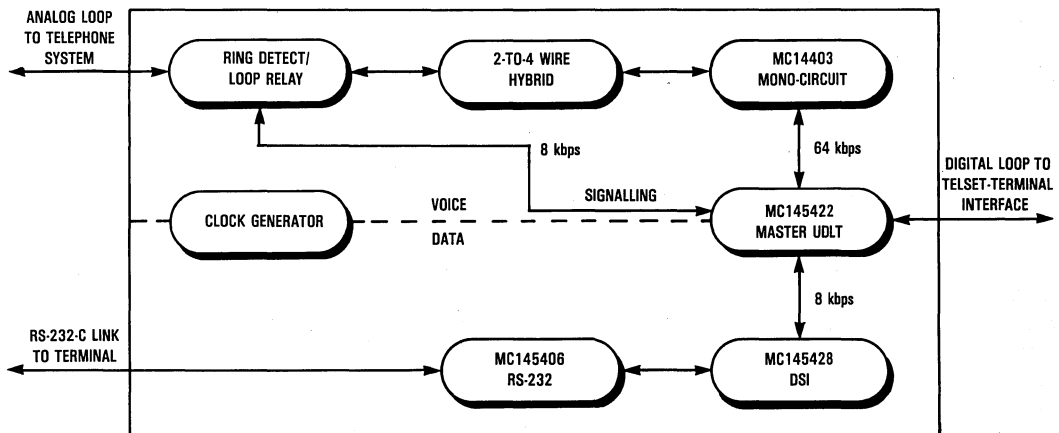 ANALOG LOOP
TO TELEPHONE
SYSTEM
RING DETECT/
LOOP RELAY
2-TO-4 WIRE
HYBRID
MC14403
MONO-CIRCUIT
8 kbps
64 kbps
SIGNALLING
DIGITAL LOOP TO
TELSET-TERMINAL
INTERFACE
CLOCK GENERATOR
VOICE
DATA
MC145422
MASTER UDLT
8 kbps
RS-232-C LINK
TO TERMINAL
MC145406
RS-232
MC145428
DSI